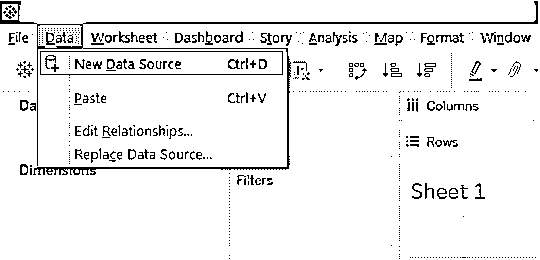 File Data Worksheet Dashboard Story Analysis Map Format Window
New Data Source Ctrl+D
Paste Ctrl+V
Edit Relationships...
Replace Data Source...
Da
Dimensions
Filters
Columns
Rows
Sheet 1